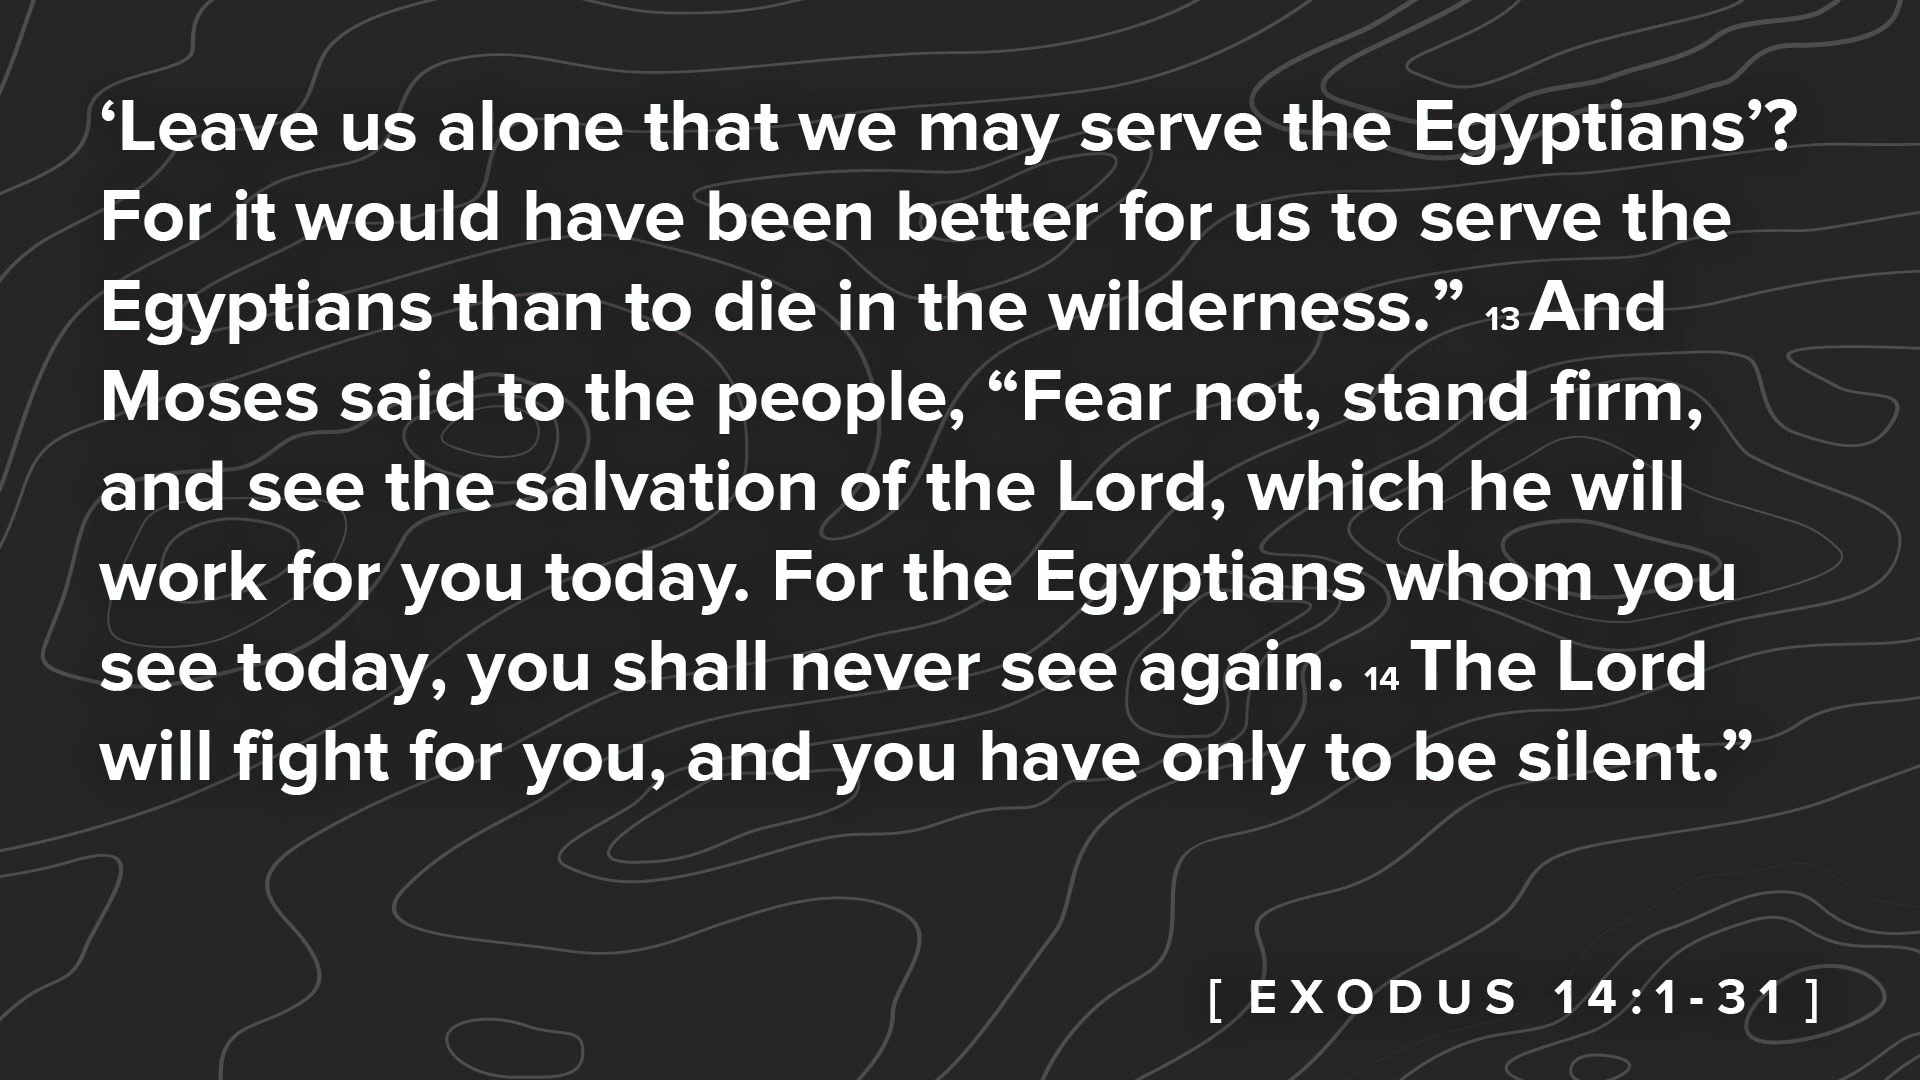 ‘Leave us alone that we may serve the Egyptians’?
For it would have been better for us to serve the
Egyptians than to die in the wilderness.” 13 And
Moses said to the people, “Fear not, stand firm,
and see the salvation of the Lord, which he will
work for you today. For the Egyptians whom you
see today, you shall never see again. 14 The Lord
will fight for you, and you have only to be silent.”
[ EXODUS 14:1-31 ]